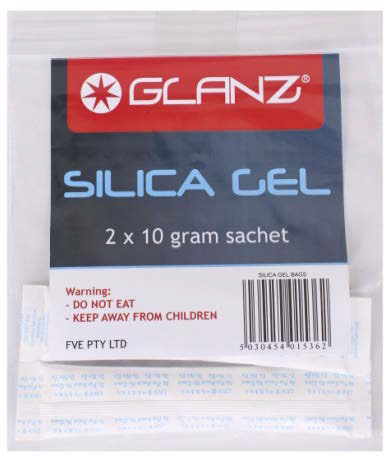 GLANZ®
SILICA GEL
2 x 10 gram sachet
SILICA GEL BAGS
Warning:
- DO NOT EAT
- KEEP AWAY FROM CHILDREN
FVE PTY LTD
5 030454 015362